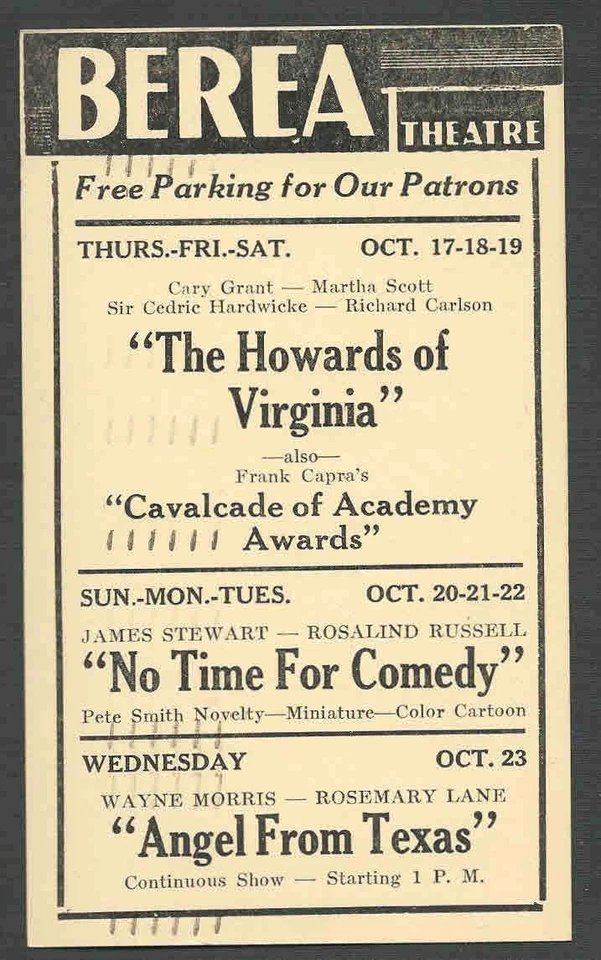 BEREA
THEATRE
Free Parking for Our Patrons
THURS.-FRI.-SAT. OCT. 17-18-19
Cary Grant — Martha Scott
Sir Cedric Hardwicke — Richard Carlson
“The Howards of
Virginia”
—also—
Frank Capra's
“Cavalcade of Academy
Awards”
SUN.-MON.-TUES. OCT. 20-21-22
JAMES STEWART — ROSALIND RUSSELL
“No Time For Comedy”
Pete Smith Novelty—Miniature—Color Cartoon
WEDNESDAY OCT. 23
WAYNE MORRIS — ROSEMARY LANE
“Angel From Texas”
Continuous Show — Starting 1 P. M.